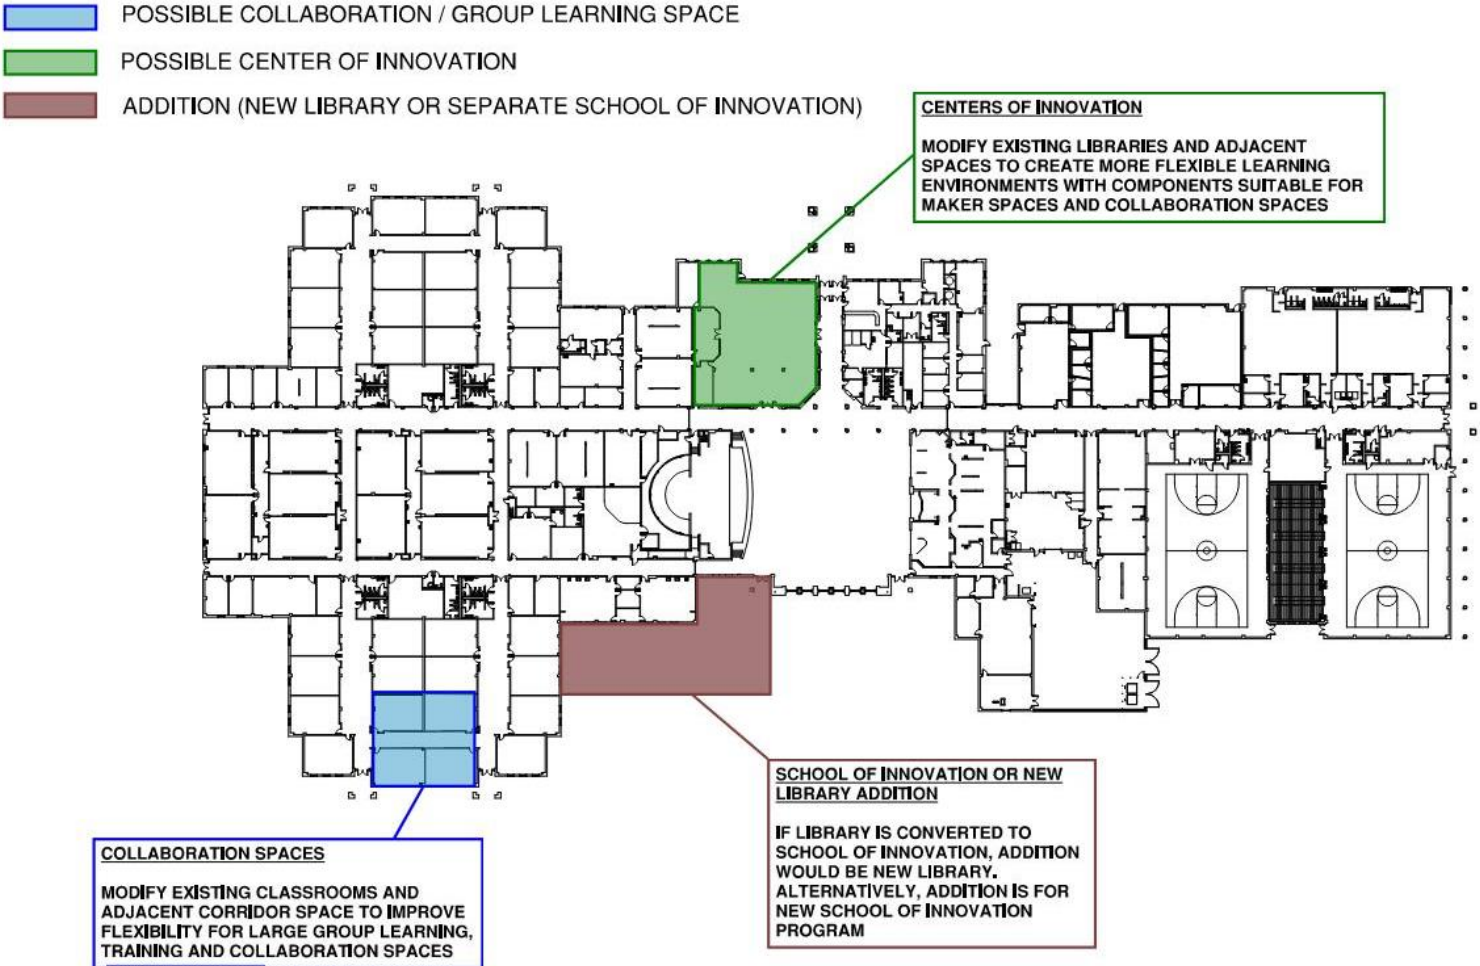 POSSIBLE COLLABORATION / GROUP LEARNING SPACE
POSSIBLE CENTER OF INNOVATION
ADDITION (NEW LIBRARY OR SEPARATE SCHOOL OF INNOVATION)
CENTERS OF INNOVATION
MODIFY EXISTING LIBRARIES AND ADJACENT
SPACES TO CREATE MORE FLEXIBLE LEARNING
ENVIRONMENTS WITH COMPONENTS SUITABLE FOR
MAKER SPACES AND COLLABORATION SPACES
SCHOOL OF INNOVATION OR NEW
LIBRARY ADDITION
IF LIBRARY IS CONVERTED TO
SCHOOL OF INNOVATION, ADDITION
WOULD BE NEW LIBRARY.
ALTERNATIVELY, ADDITION IS FOR
NEW SCHOOL OF INNOVATION
PROGRAM
COLLABORATION SPACES
MODIFY EXISTING CLASSROOMS AND
ADJACENT CORRIDOR SPACE TO IMPROVE
FLEXIBILITY FOR LARGE GROUP LEARNING,
TRAINING AND COLLABORATION SPACES